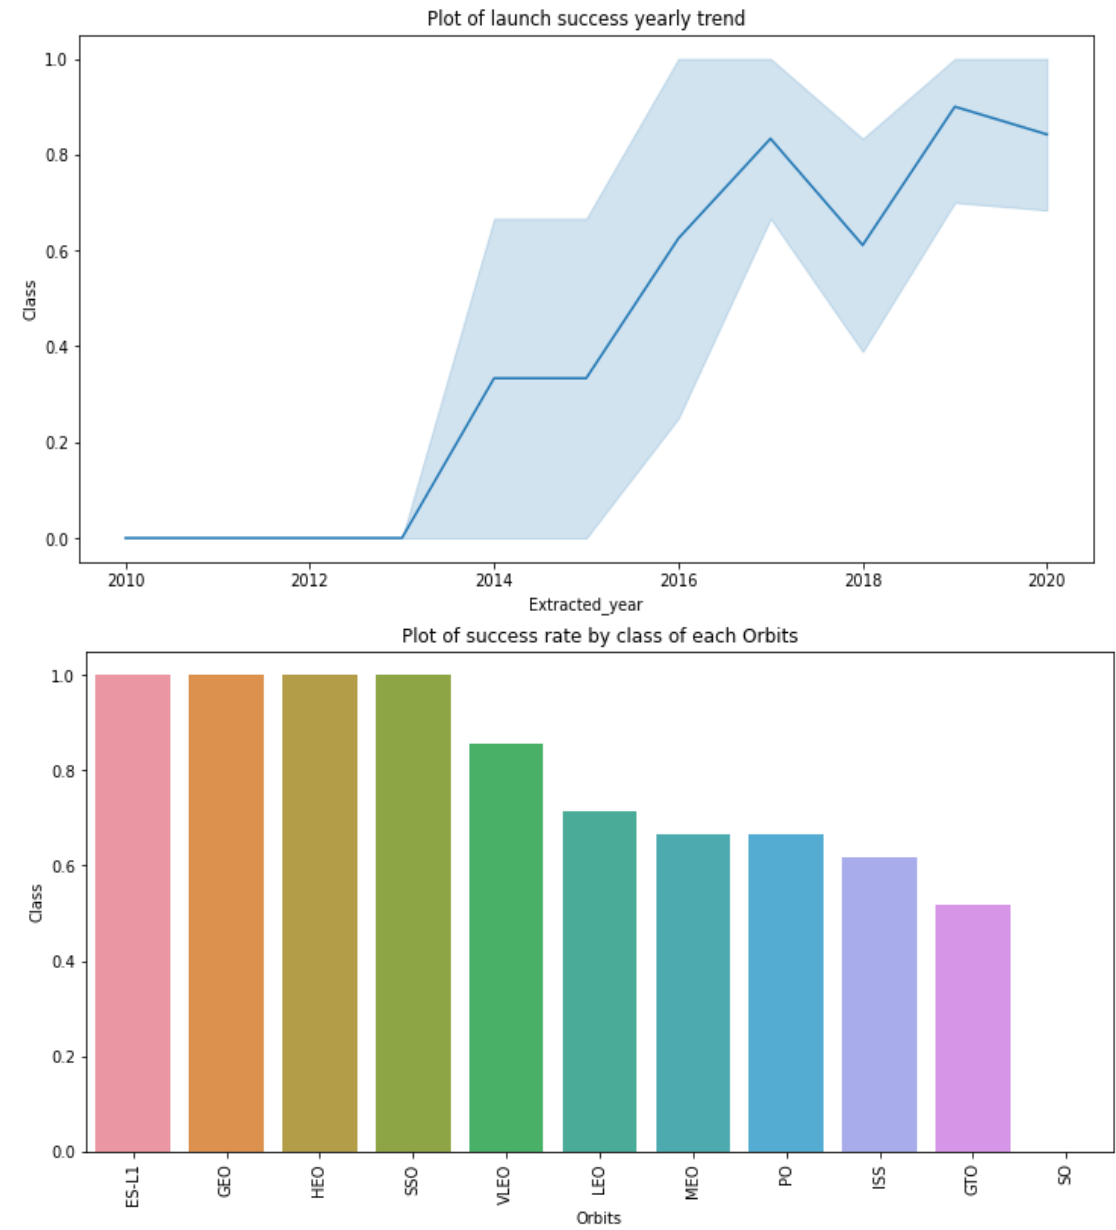 Plot of launch success yearly trend
1.0
0.8
0.6
0.4
0.2
0.0
Class
2010 2012 2014 2016 2018 2020
Extracted_year
Plot of success rate by class of each Orbits
1.0
0.8
0.6
0.4
0.2
0.0
Class
ES-L1 GEO HEO SSO VLEO LEO MEO PO ISS GTO SO
Orbits